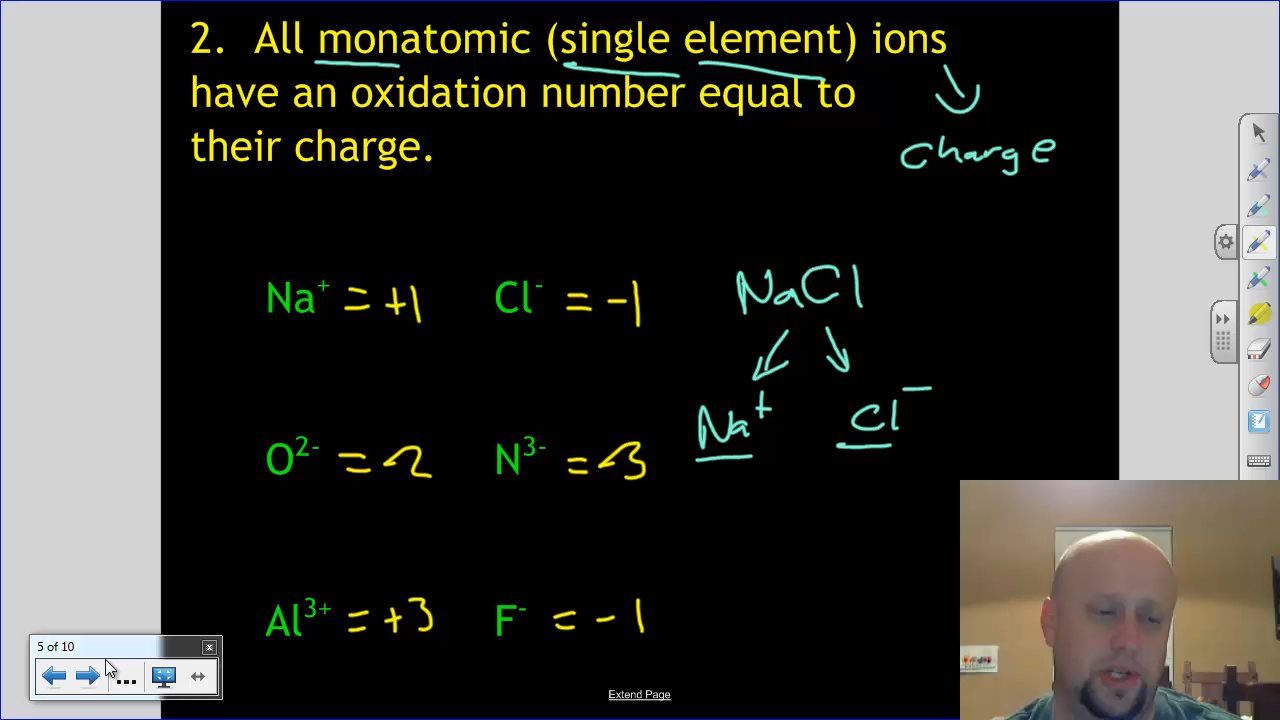 2. All monatomic (single element) ions
have an oxidation number equal to
their charge.
charge
Na⁺ = +1 Cl⁻ = -1 NaCl
Na⁺ Cl⁻
O²⁻ = -2 N³⁻ = -3
Al³⁺ = +3 F⁻ = -1
5 of 10
Extend Page